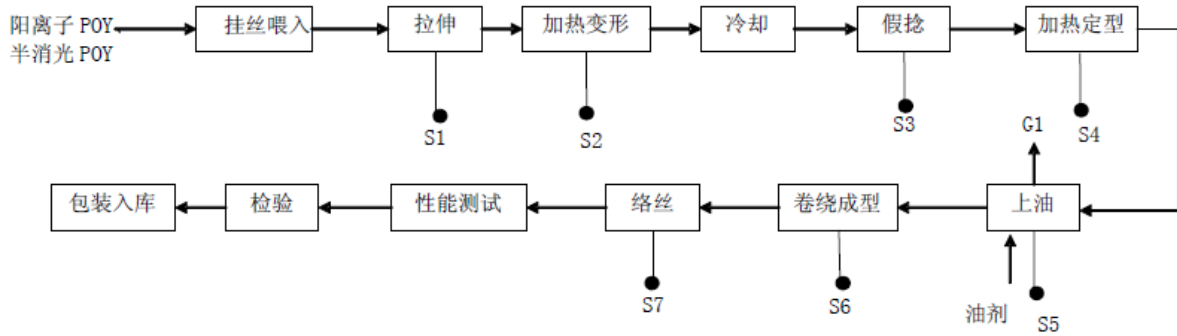 阳离子 POY
半消光 POY
挂丝喂入
拉伸
加热变形
冷却
假捻
加热定型
S1
S2
S3
S4
G1
包装入库
检验
性能测试
络丝
卷绕成型
上油
S7
S6
油剂
S5